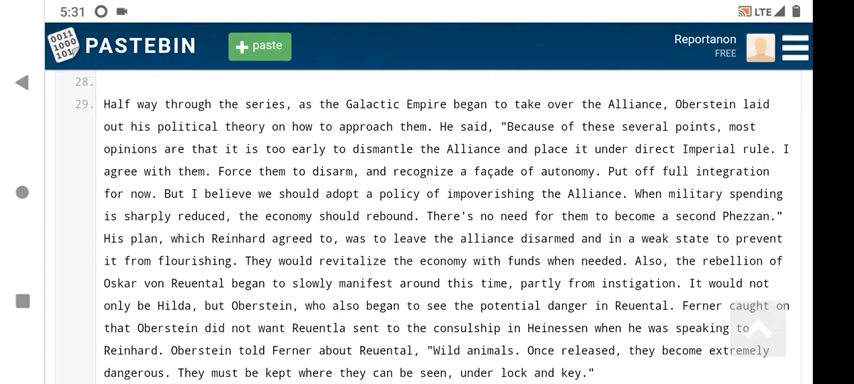 5:31
LTE
0011
1000
101
PASTEBIN
+ paste
Reportanon
FREE
28.
29. Half way through the series, as the Galactic Empire began to take over the Alliance, Oberstein laid
out his political theory on how to approach them. He said, "Because of these several points, most
opinions are that it is too early to dismantle the Alliance and place it under direct Imperial rule. I
agree with them. Force them to disarm, and recognize a façade of autonomy. Put off full integration
for now. But I believe we should adopt a policy of impoverishing the Alliance. When military spending
is sharply reduced, the economy should rebound. There's no need for them to become a second Phezzan."
His plan, which Reinhard agreed to, was to leave the alliance disarmed and in a weak state to prevent
it from flourishing. They would revitalize the economy with funds when needed. Also, the rebellion of
Oskar von Reuental began to slowly manifest around this time, partly from instigation. It would not
only be Hilda, but Oberstein, who also began to see the potential danger in Reuental. Ferner caught on
that Oberstein did not want Reuentla sent to the consulship in Heinessen when he was speaking to
Reinhard. Oberstein told Ferner about Reuental, "Wild animals. Once released, they become extremely
dangerous. They must be kept where they can be seen, under lock and key."